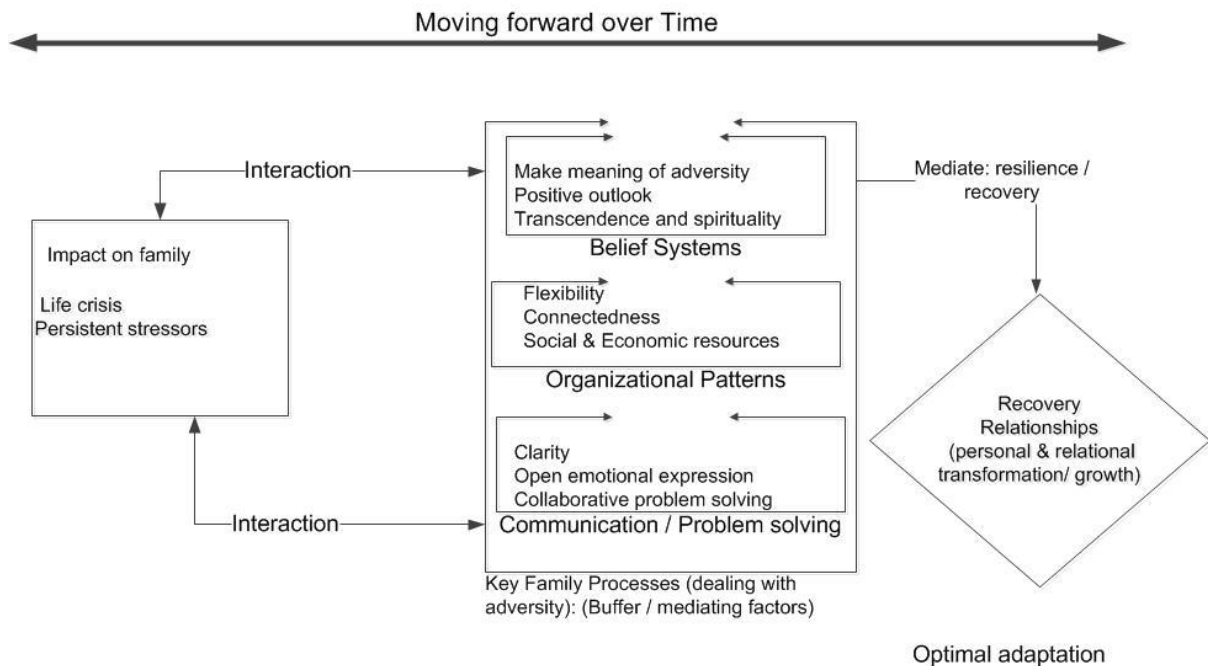 Moving forward over Time
Interaction
Make meaning of adversity
Positive outlook
Transcendence and spirituality
Belief Systems
Mediate: resilience /
recovery
Impact on family
Life crisis
Persistent stressors
Flexibility
Connectedness
Social & Economic resources
Organizational Patterns
Clarity
Open emotional expression
Collaborative problem solving
Communication / Problem solving
Interaction
Key Family Processes (dealing with
adversity): (Buffer / mediating factors)
Recovery
Relationships
(personal & relational
transformation/ growth)
Optimal adaptation